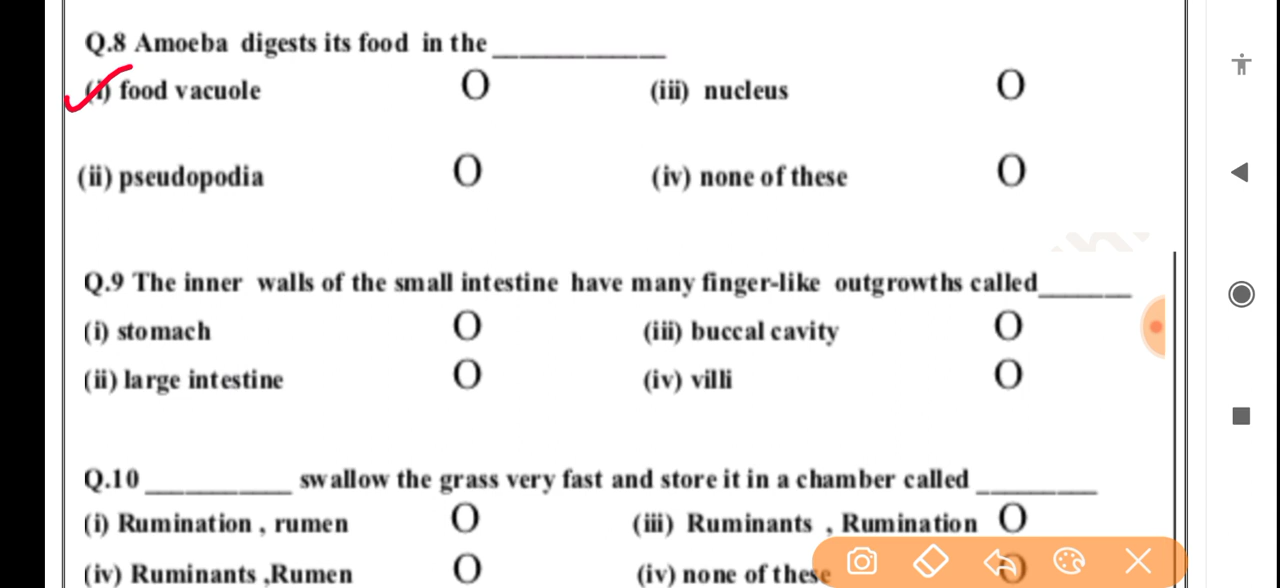 Q.8 Amoeba digests its food in the __________
(i) food vacuole O (iii) nucleus O
(ii) pseudopodia O (iv) none of these O
Q.9 The inner walls of the small intestine have many finger-like outgrowths called______
(i) stomach O (iii) buccal cavity O
(ii) large intestine O (iv) villi O
Q.10 _________ swallow the grass very fast and store it in a chamber called ________
(i) Rumination , rumen O (iii) Ruminants , Rumination O
(iv) Ruminants ,Rumen O (iv) none of these O